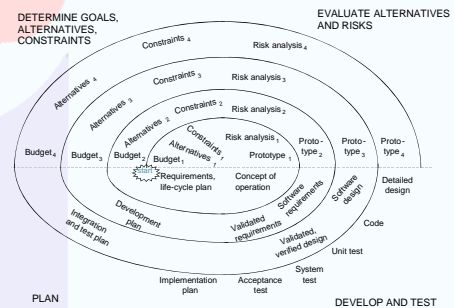 DETERMINE GOALS,
ALTERNATIVES,
CONSTRAINTS
EVALUATE ALTERNATIVES
AND RISKS
Constraints 4
Risk analysis 4
Alternatives 4
Constraints 3
Risk analysis 3
Alternatives 3
Constraints 2
Risk analysis 2
Alternatives 2
Constraints 1
Risk analysis 1
Alternatives 1
Budget 4
Budget 3
Budget 2
Budget 1
Prototype 1
Proto-
type 2
Proto-
type 3
Proto-
type 4
start
Requirements,
life-cycle plan
Concept of
operation
Software
requirements
Software
design
Detailed
design
Development
plan
Validated
requirements
Integration
and test plan
Validated,
verified design
Code
Unit test
System
test
Acceptance
test
Implementation
plan
PLAN
DEVELOP AND TEST